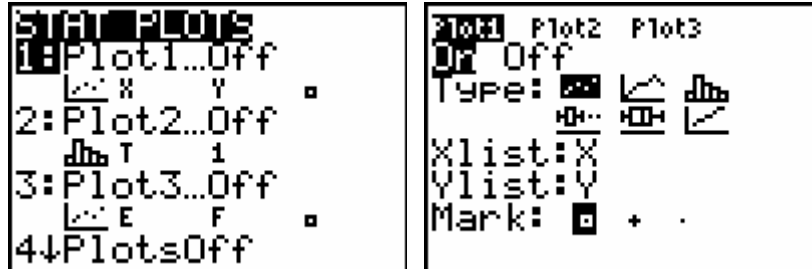 STAT PLOTS
1:Plot1…Off
X Y
2:Plot2…Off
T 1
3:Plot3…Off
E F
4↓PlotsOff
Plot1 Plot2 Plot3
On Off
Type:
Xlist:X
Ylist:Y
Mark: + .